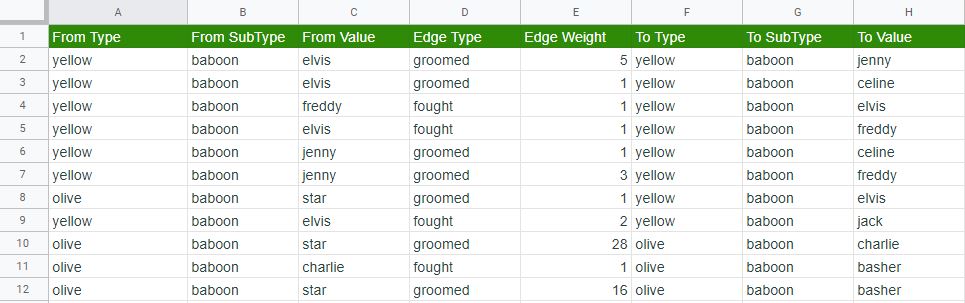 A B C D E F G H
1 From Type From SubType From Value Edge Type Edge Weight To Type To SubType To Value
2 yellow baboon elvis groomed 5 yellow baboon jenny
3 yellow baboon elvis groomed 1 yellow baboon celine
4 yellow baboon freddy fought 1 yellow baboon elvis
5 yellow baboon elvis fought 1 yellow baboon freddy
6 yellow baboon jenny groomed 1 yellow baboon celine
7 yellow baboon jenny groomed 3 yellow baboon freddy
8 olive baboon star groomed 1 yellow baboon elvis
9 yellow baboon elvis fought 2 yellow baboon jack
10 olive baboon star groomed 28 olive baboon charlie
11 olive baboon charlie fought 1 olive baboon basher
12 olive baboon star groomed 16 olive baboon basher